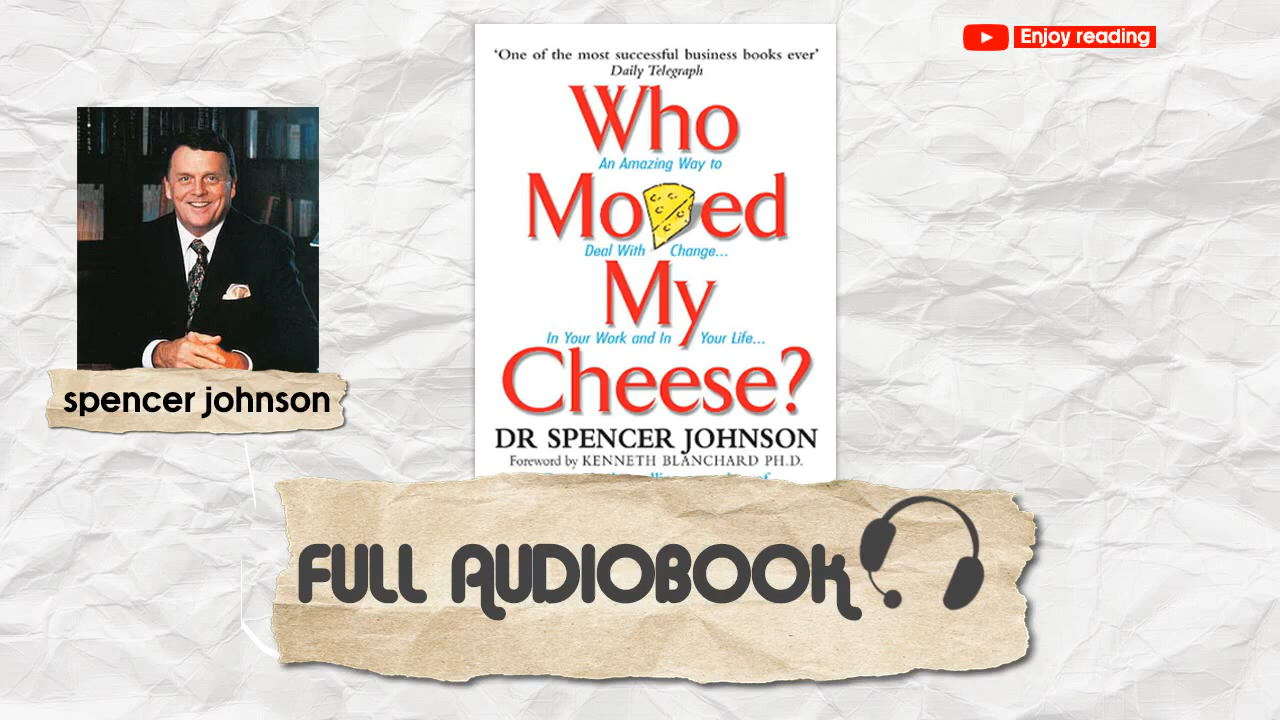 Enjoy reading
'One of the most successful business books ever'
Daily Telegraph
Who
An Amazing Way to
Moved
Deal With Change...
My
In Your Work and In Your Life...
Cheese?
DR SPENCER JOHNSON
Foreword by KENNETH BLANCHARD PH.D.
spencer johnson
FULL AUDIOBOOK